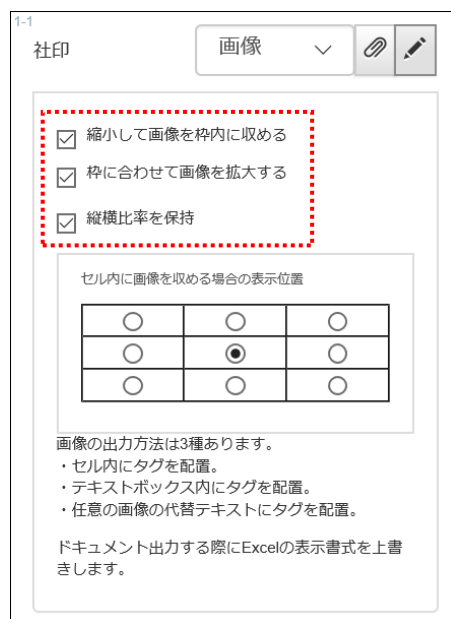 1-1
社印
画像
縮小して画像を枠内に収める
枠に合わせて画像を拡大する
縦横比率を保持
セル内に画像を収める場合の表示位置
画像の出力方法は3種あります。
・セル内にタグを配置。
・テキストボックス内にタグを配置。
・任意の画像の代替テキストにタグを配置。
ドキュメント出力する際にExcelの表示書式を上書
きします。